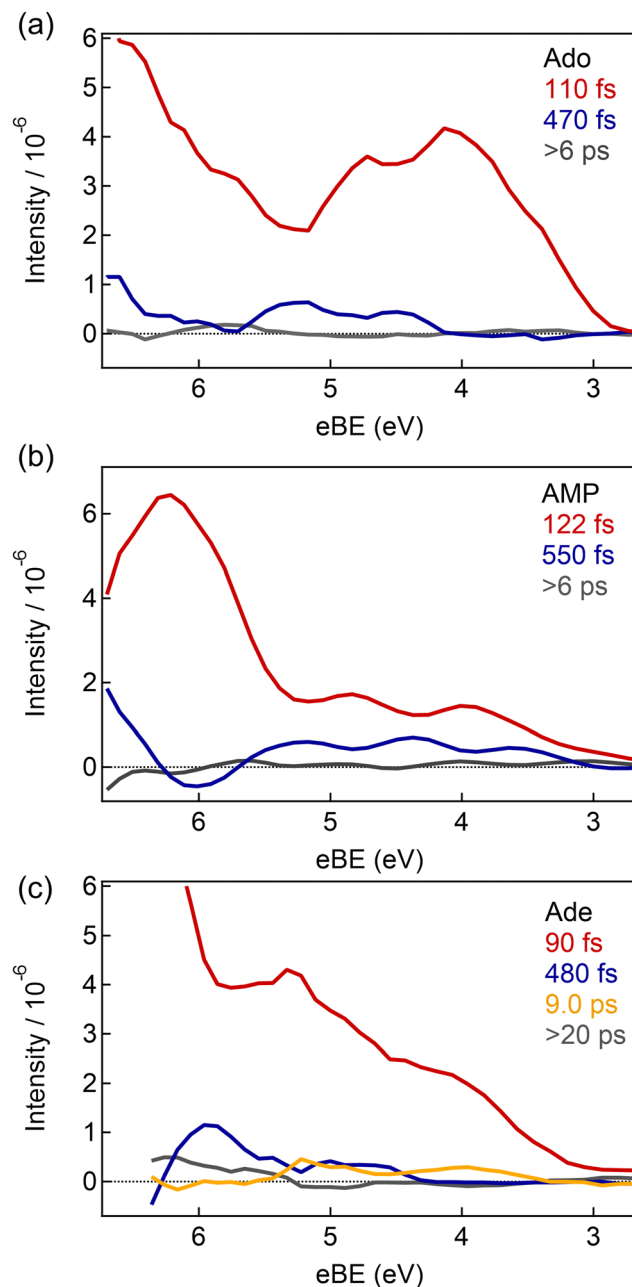 (a)
6
5
4
3
2
1
0
Intensity / 10⁻⁶
Ado
110 fs
470 fs
>6 ps
6
5
4
3
eBE (eV)
(b)
6
4
2
0
Intensity / 10⁻⁶
AMP
122 fs
550 fs
>6 ps
6
5
4
3
eBE (eV)
(c)
6
5
4
3
2
1
0
Intensity / 10⁻⁶
Ade
90 fs
480 fs
9.0 ps
>20 ps
6
5
4
3
eBE (eV)